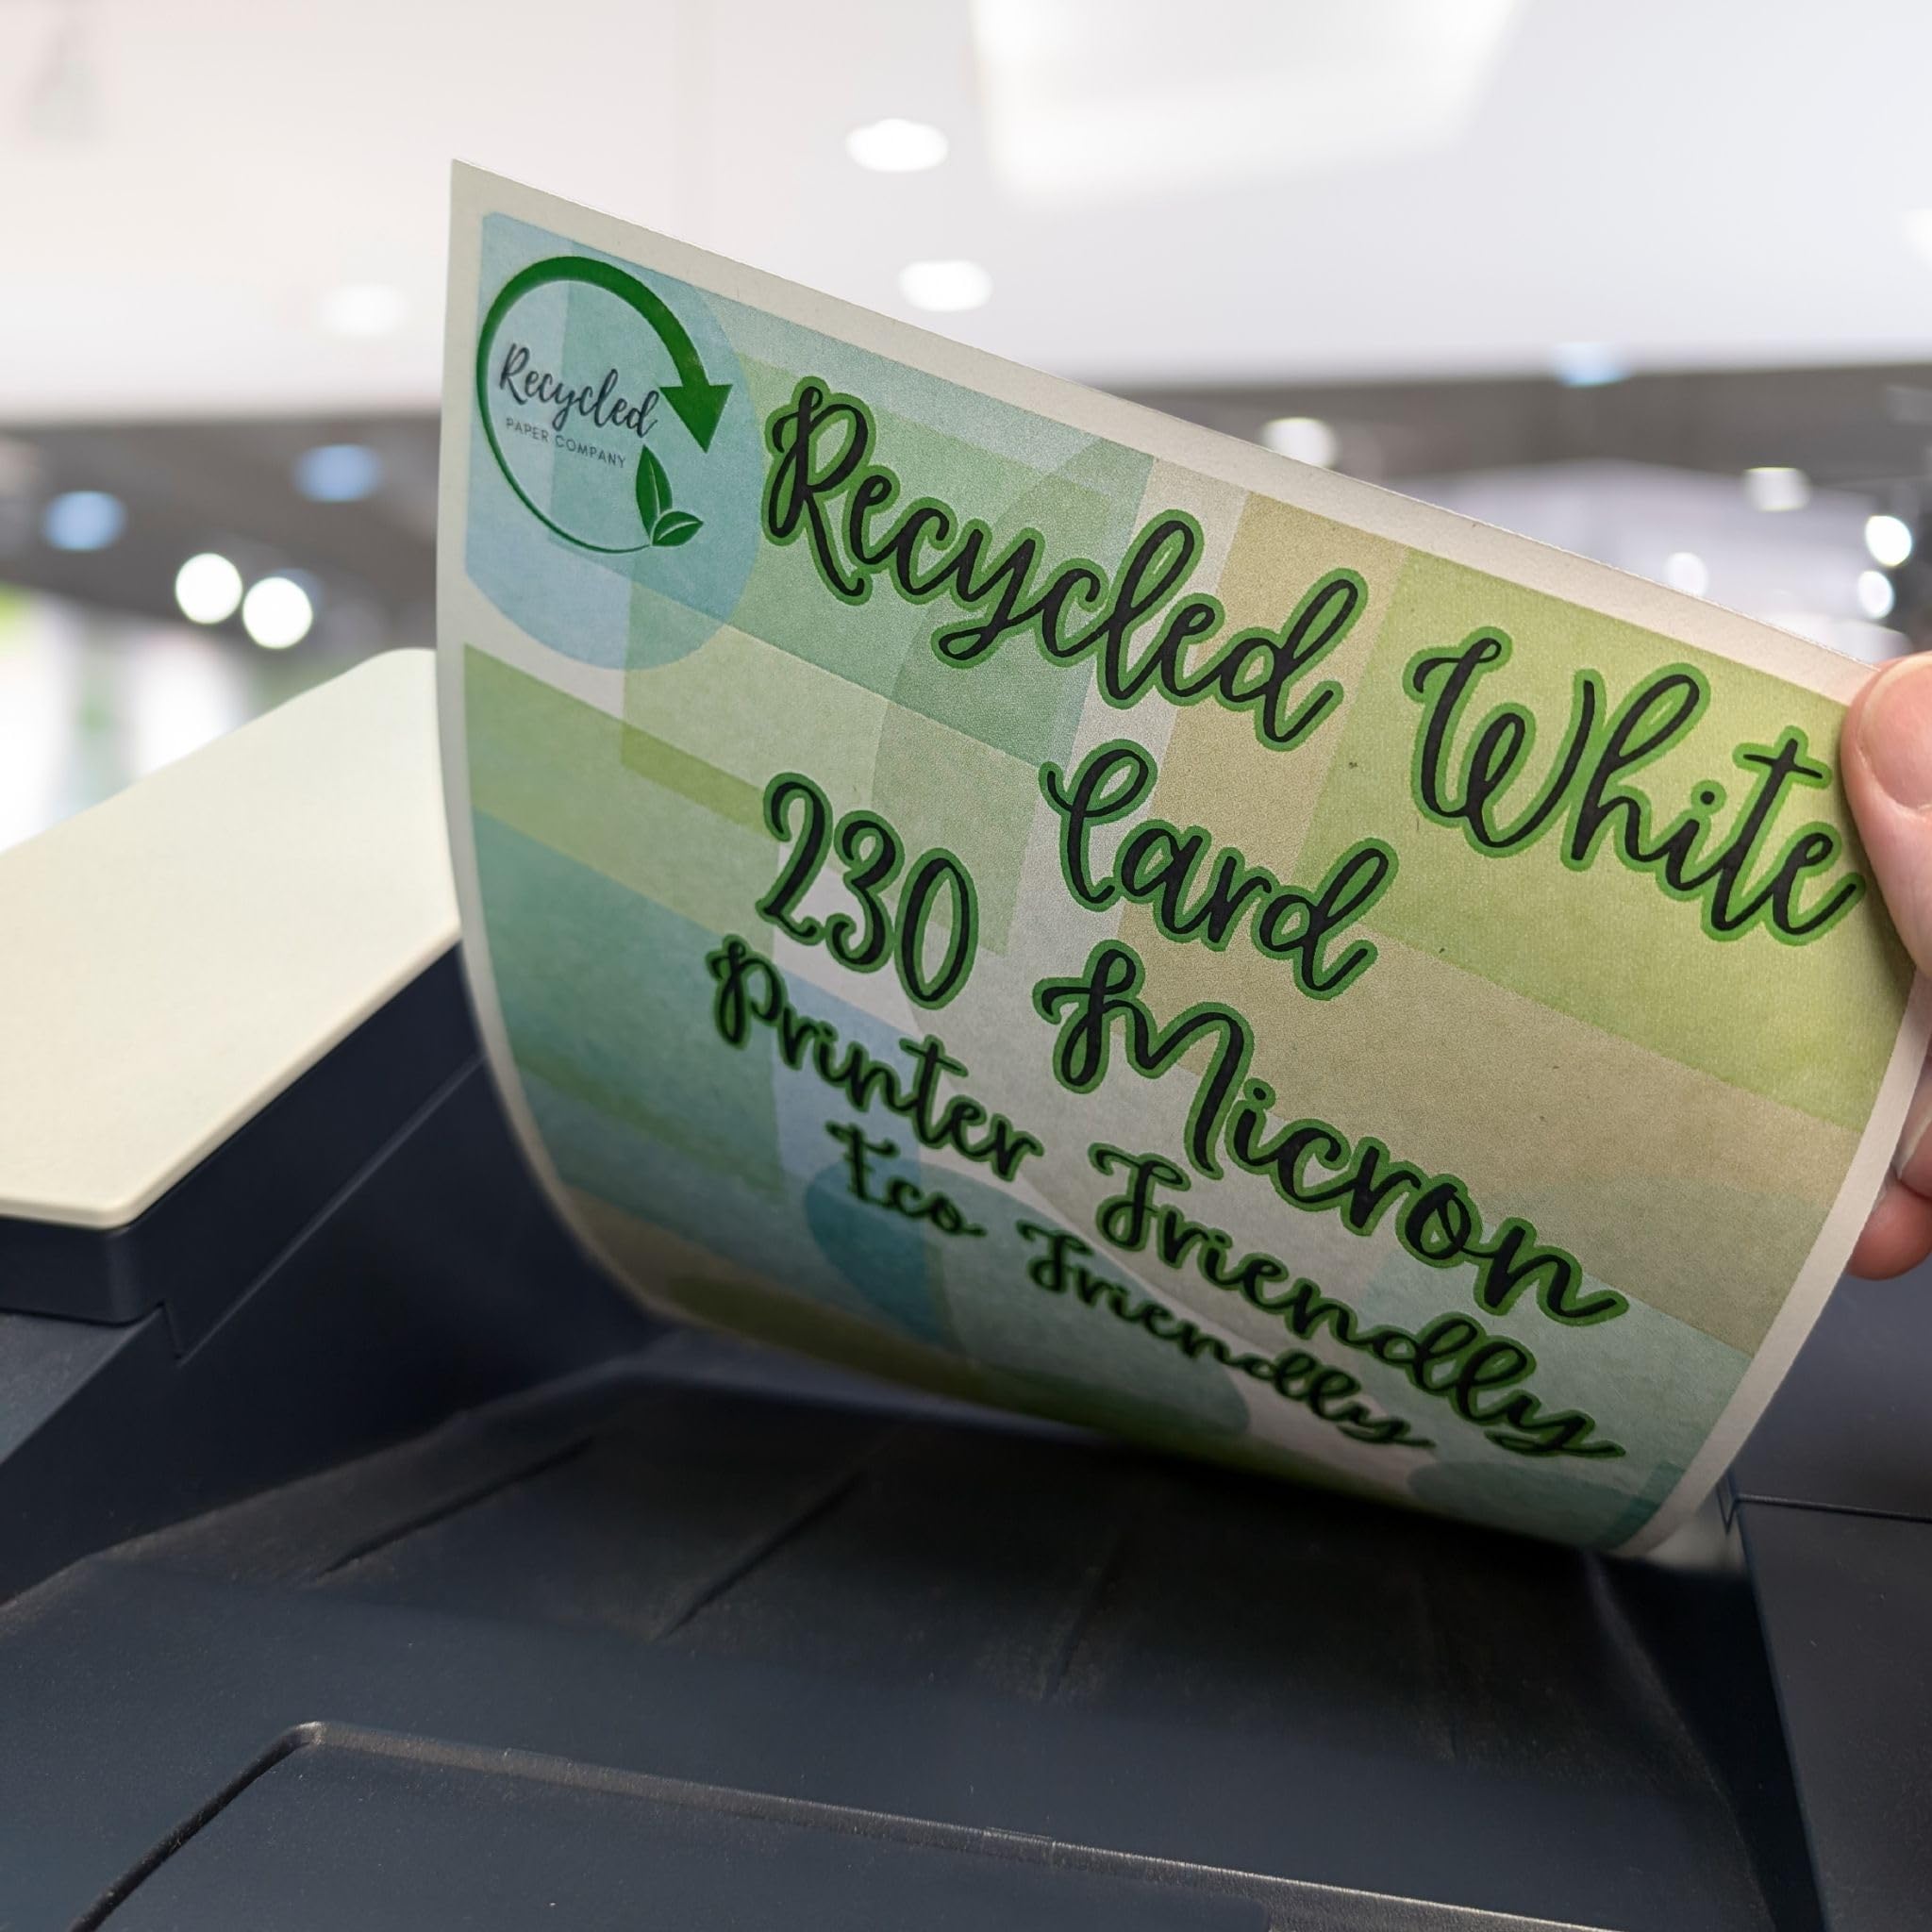 Recycled
PAPER COMPANY
Recycled White
Card
230 Micron
Printer Friendly
Eco Friendly